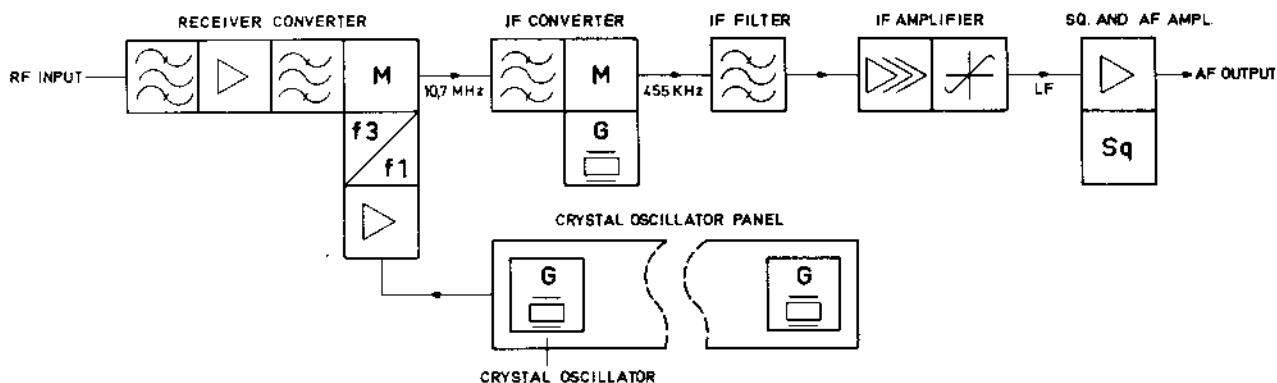 RECEIVER CONVERTER
IF CONVERTER
IF FILTER
IF AMPLIFIER
SQ. AND AF AMPL.
RF INPUT
M
10,7 MHz
M
455 KHz
LF
AF OUTPUT
f3
f1
G
Sq
CRYSTAL OSCILLATOR PANEL
G
G
CRYSTAL OSCILLATOR